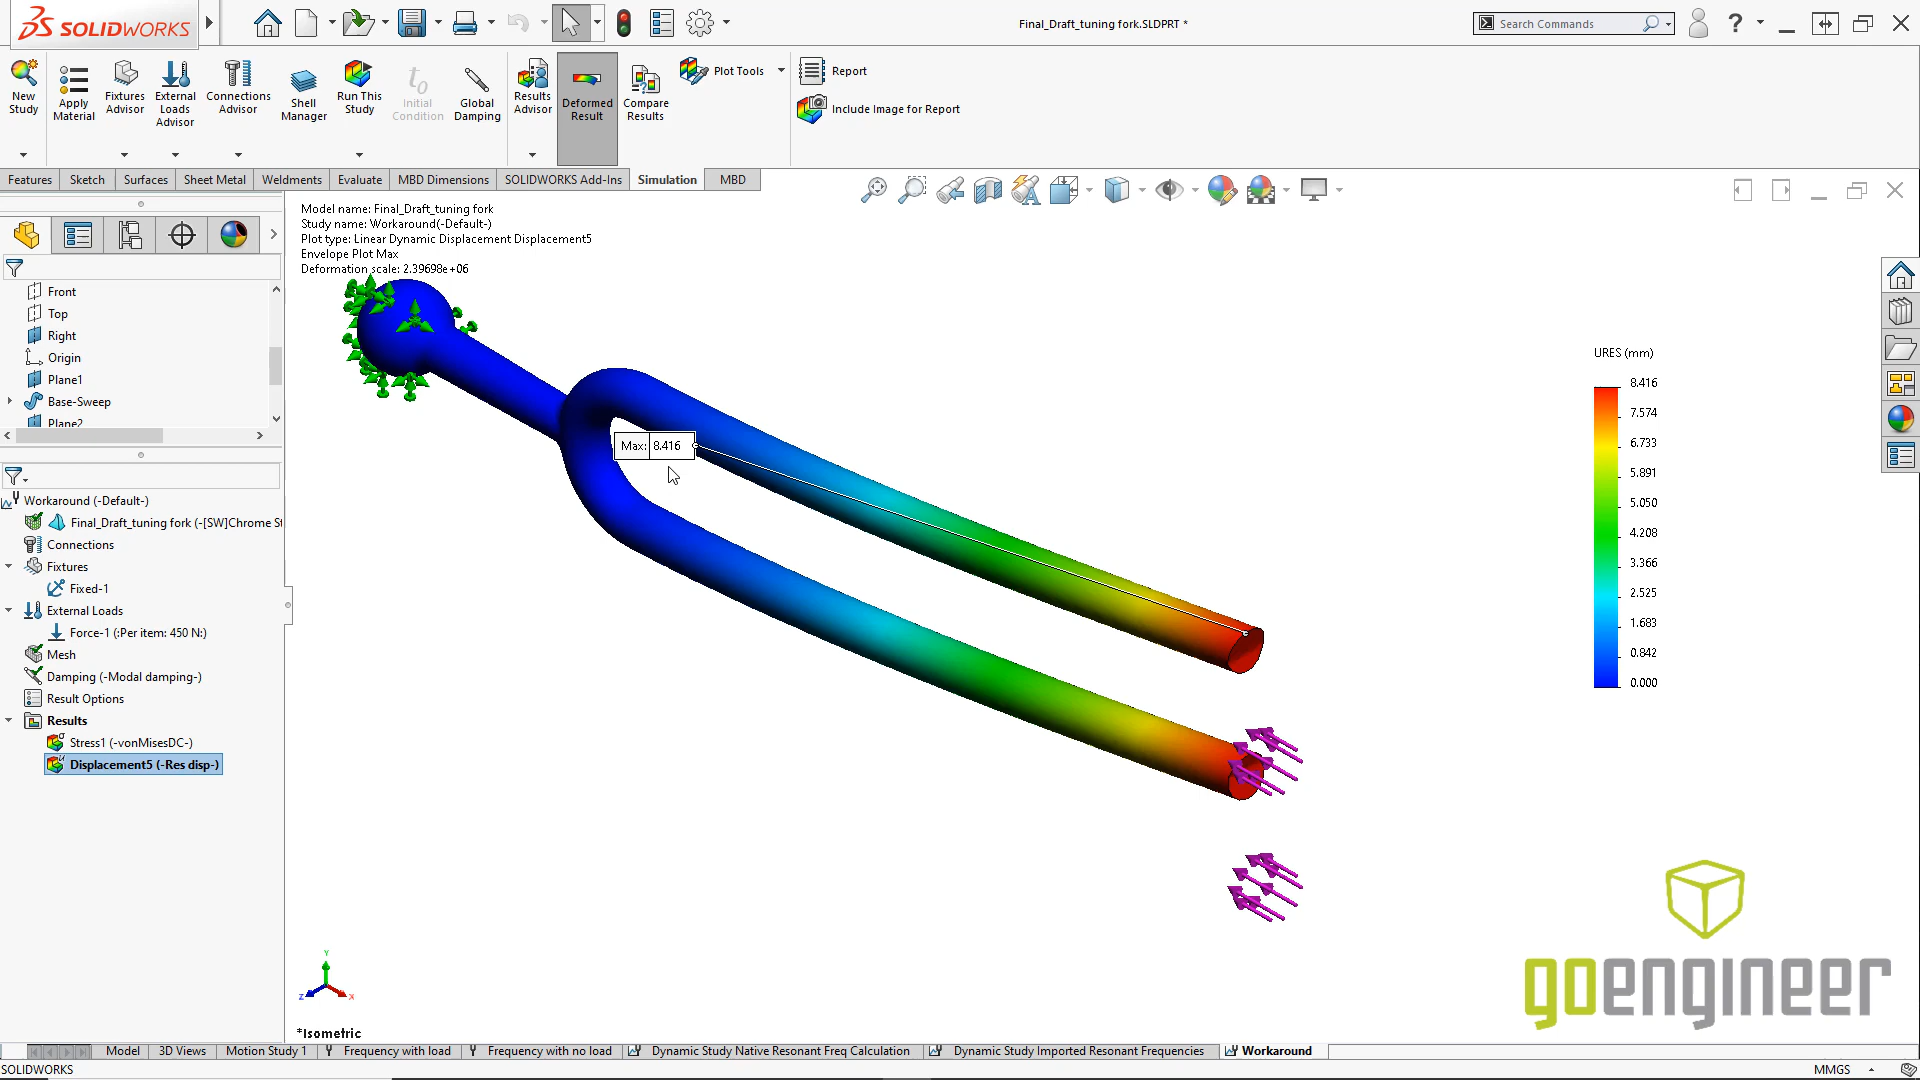 SOLIDWORKS
Final_Draft_tuning fork.SLDPRT *
Search Commands
?
New Study
Apply Material
Fixtures Advisor
External Loads Advisor
Connections Advisor
Shell Manager
Run This Study
Initial Condition
Global Damping
Results Advisor
Deformed Result
Compare Results
Plot Tools
Report
Include Image for Report
Features
Sketch
Surfaces
Sheet Metal
Weldments
Evaluate
MBD Dimensions
SOLIDWORKS Add-Ins
Simulation
MBD
Model name: Final_Draft_tuning fork
Study name: Workaround(-Default-)
Plot type: Linear Dynamic Displacement Displacement5
Envelope Plot Max
Deformation scale: 2.39698e+06
Front
Top
Right
Origin
Plane1
Base-Sweep
Plane2
Workaround (-Default-)
Final_Draft_tuning fork (-[SW]Chrome St
Connections
Fixtures
Fixed-1
External Loads
Force-1 (:Per item: 450 N:)
Mesh
Damping (-Modal damping-)
Result Options
Results
Stress1 (-vonMisesDC-)
Displacement5 (-Res disp-)
Max: 8.416
URES (mm)
8.416
7.574
6.733
5.891
5.050
4.208
3.366
2.525
1.683
0.842
0.000
Y
Z
X
*Isometric
goengineer
Model
3D Views
Motion Study 1
Frequency with load
Frequency with no load
Dynamic Study Native Resonant Freq Calculation
Dynamic Study Imported Resonant Frequencies
Workaround
SOLIDWORKS
MMGS